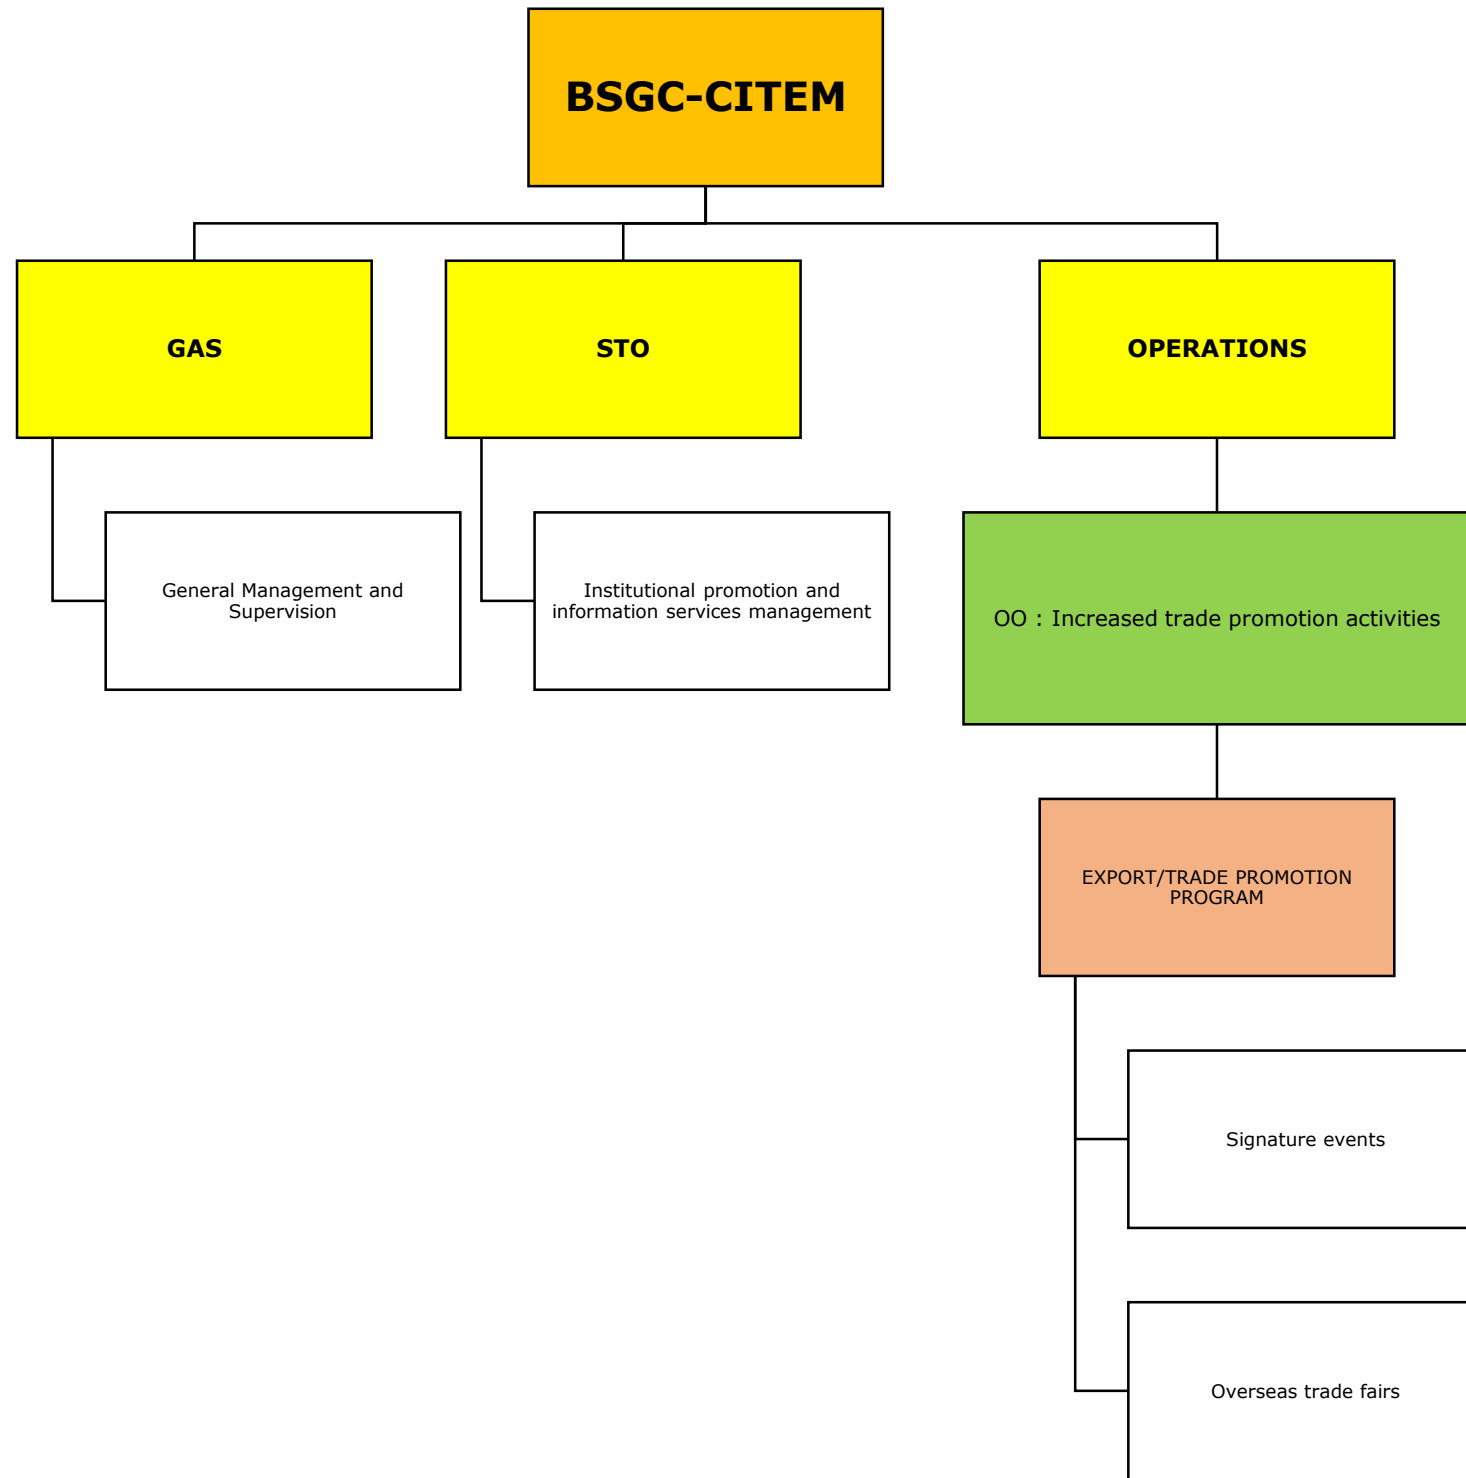 BSGC-CITEM
GAS
STO
OPERATIONS
General Management and
Supervision
Institutional promotion and
information services management
OO : Increased trade promotion activities
EXPORT/TRADE PROMOTION
PROGRAM
Signature events
Overseas trade fairs